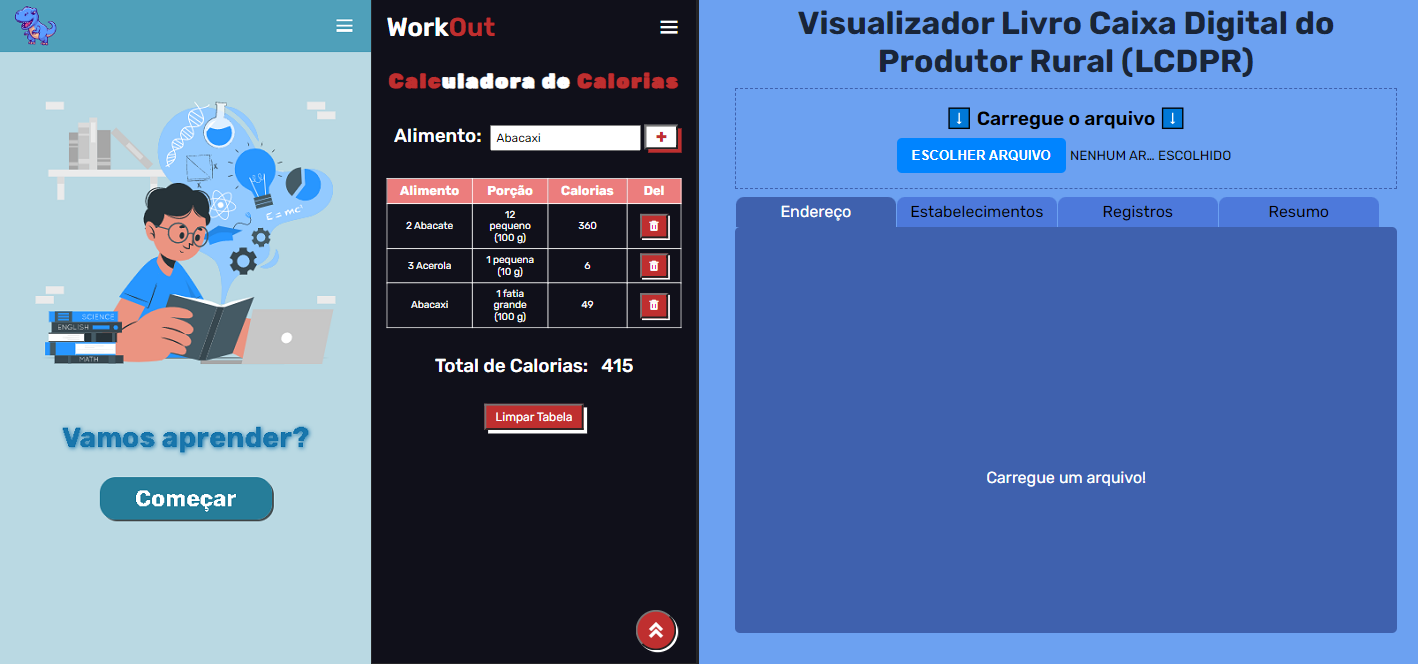 E = mc²
SCIENCE
ENGLISH
MATH
Vamos aprender?
Começar
WorkOut
Calculadora de Calorias
Alimento: Abacaxi +
Alimento Porção Calorias Del
2 Abacate 12 pequeno (100 g) 360
3 Acerola 1 pequena (10 g) 6
Abacaxi 1 fatia grande (100 g) 49
Total de Calorias: 415
Limpar Tabela
Visualizador Livro Caixa Digital do
Produtor Rural (LCDPR)
⬇️ Carregue o arquivo ⬇️
ESCOLHER ARQUIVO NENHUM AR... ESCOLHIDO
Endereço Estabelecimentos Registros Resumo
Carregue um arquivo!